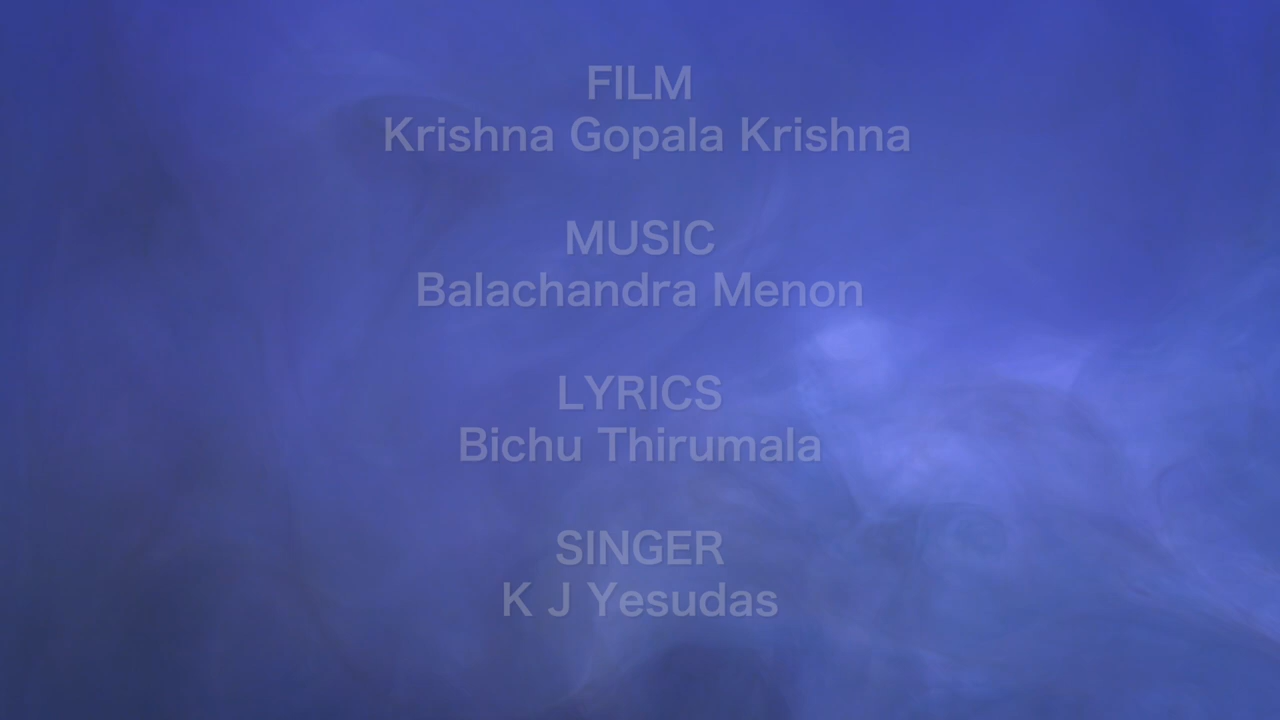 FILM
Krishna Gopala Krishna
MUSIC
Balachandra Menon
LYRICS
Bichu Thirumala
SINGER
K J Yesudas